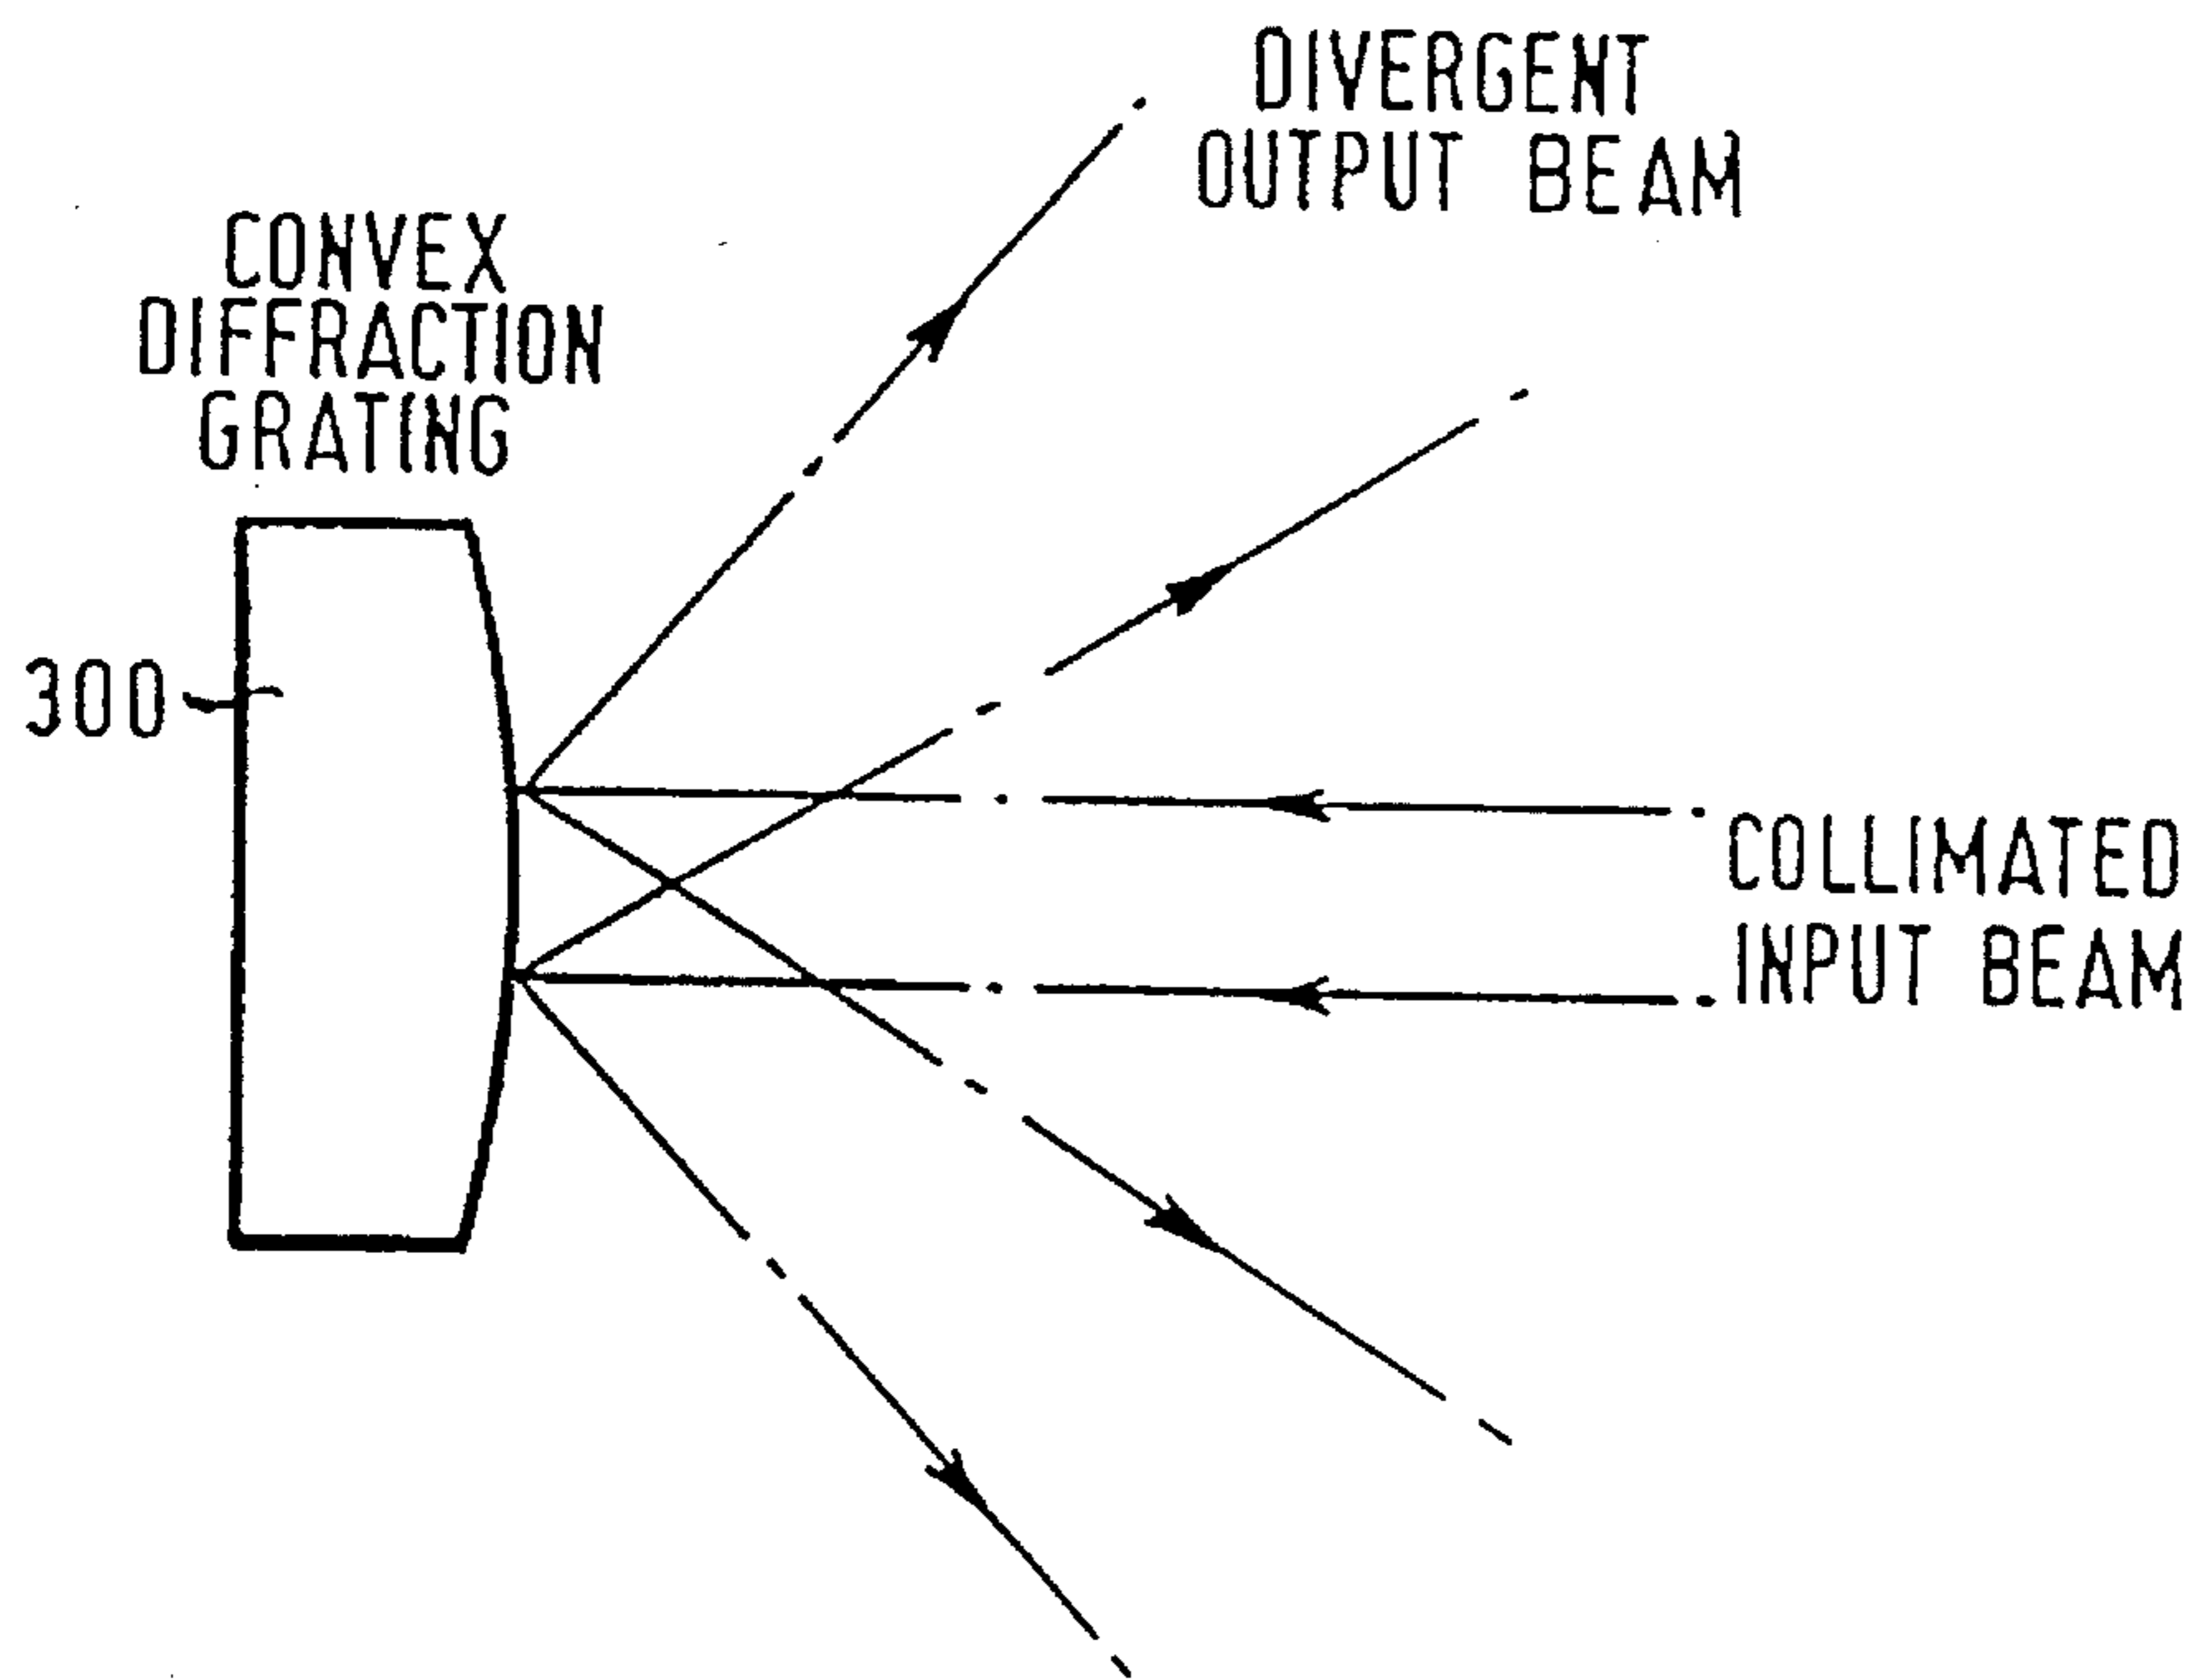 DIVERGENT
OUTPUT BEAM
CONVEX
DIFFRACTION
GRATING
300
COLLIMATED
INPUT BEAM